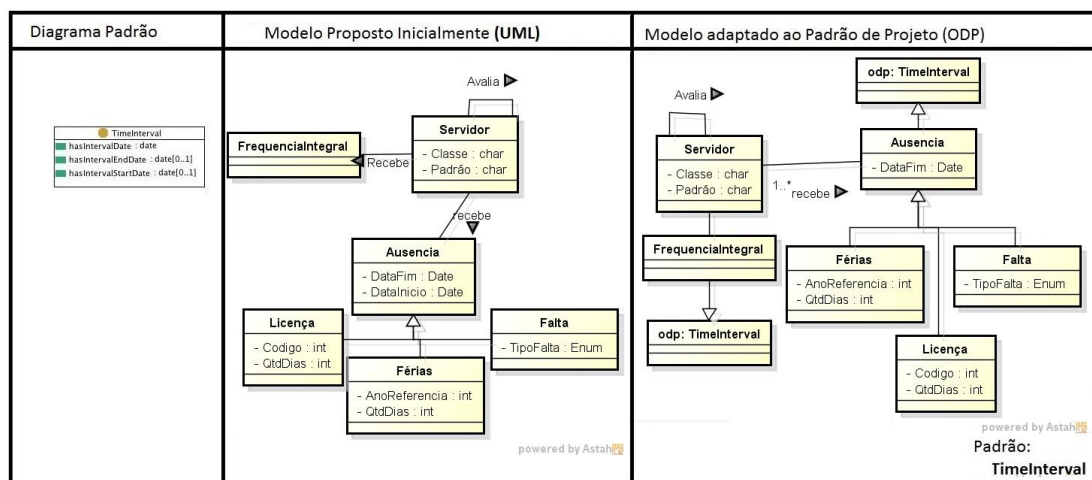 Diagrama Padrão
TimeInterval
hasIntervalDate : date
hasIntervalEndDate : date[0..1]
hasIntervalStartDate : date[0..1]
Modelo Proposto Inicialmente (UML)
Avalia
Servidor
- Classe : char
- Padrão : char
FrequenciaIntegral
Recebe
recebe
Ausencia
- DataFim : Date
- DataInicio : Date
Licença
- Codigo : int
- QtdDias : int
Falta
- TipoFalta : Enum
Férias
- AnoReferencia : int
- QtdDias : int
powered by Astah
Modelo adaptado ao Padrão de Projeto (ODP)
odp: TimeInterval
Avalia
Servidor
- Classe : char
- Padrão : char
Ausencia
- DataFim : Date
1..*
recebe
FrequenciaIntegral
odp: TimeInterval
Férias
- AnoReferencia : int
- QtdDias : int
Falta
- TipoFalta : Enum
Licença
- Codigo : int
- QtdDias : int
powered by Astah
Padrão:
TimeInterval